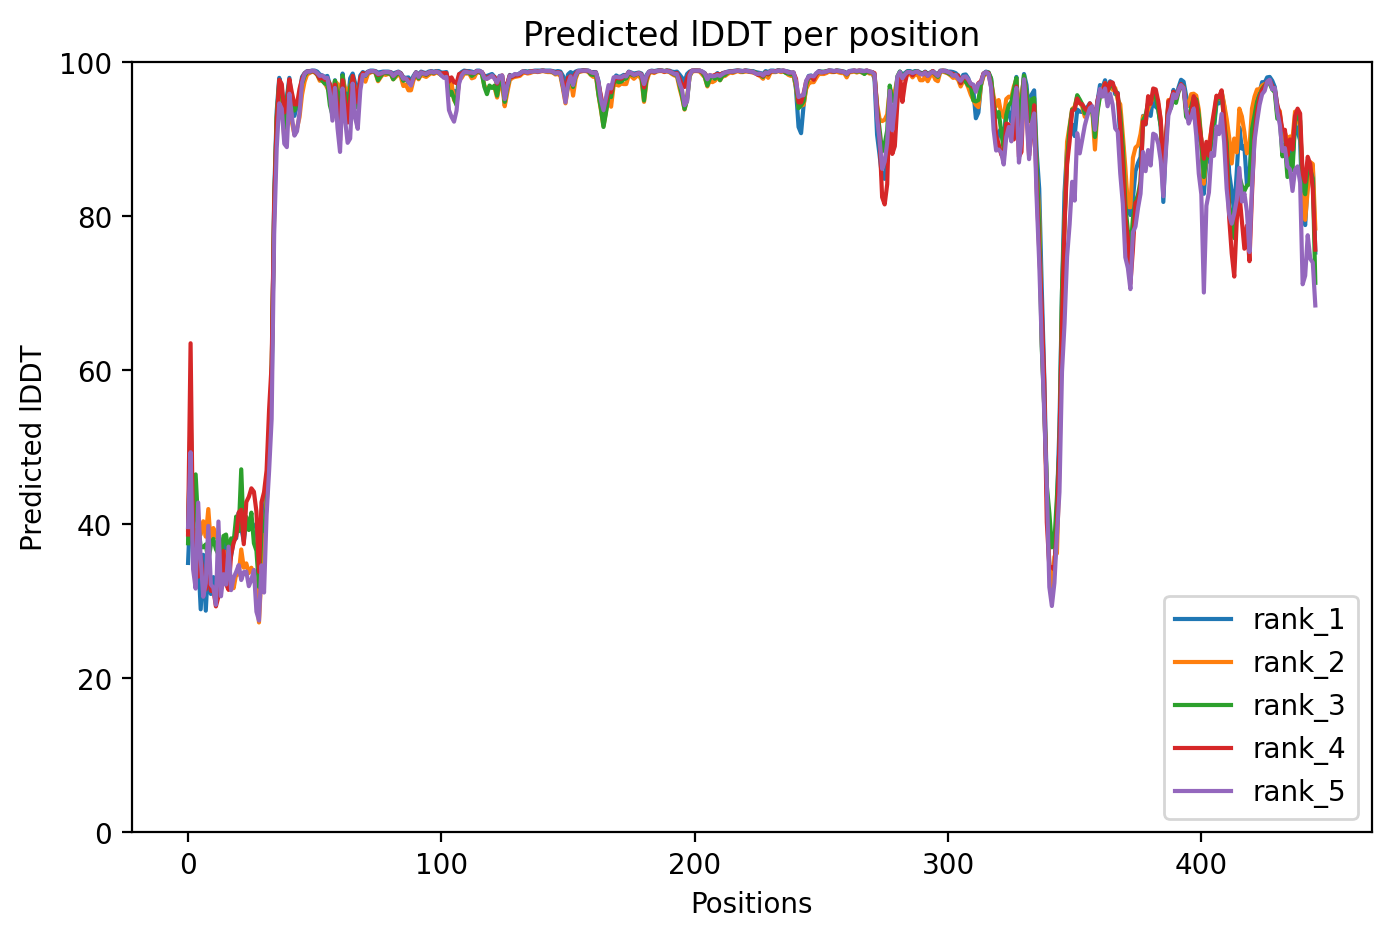 Predicted lDDT per position
100
80
60
40
20
0
Predicted lDDT
0 100 200 300 400
Positions
rank_1
rank_2
rank_3
rank_4
rank_5